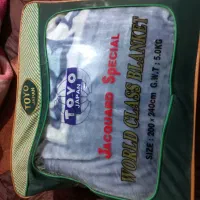 TOYO
JAPAN
TOYO
JAPAN
JACQUARD SPECIAL
WORLD CLASS BLANKET
SIZE : 200 x 240cm G.W.T : 5.0KG